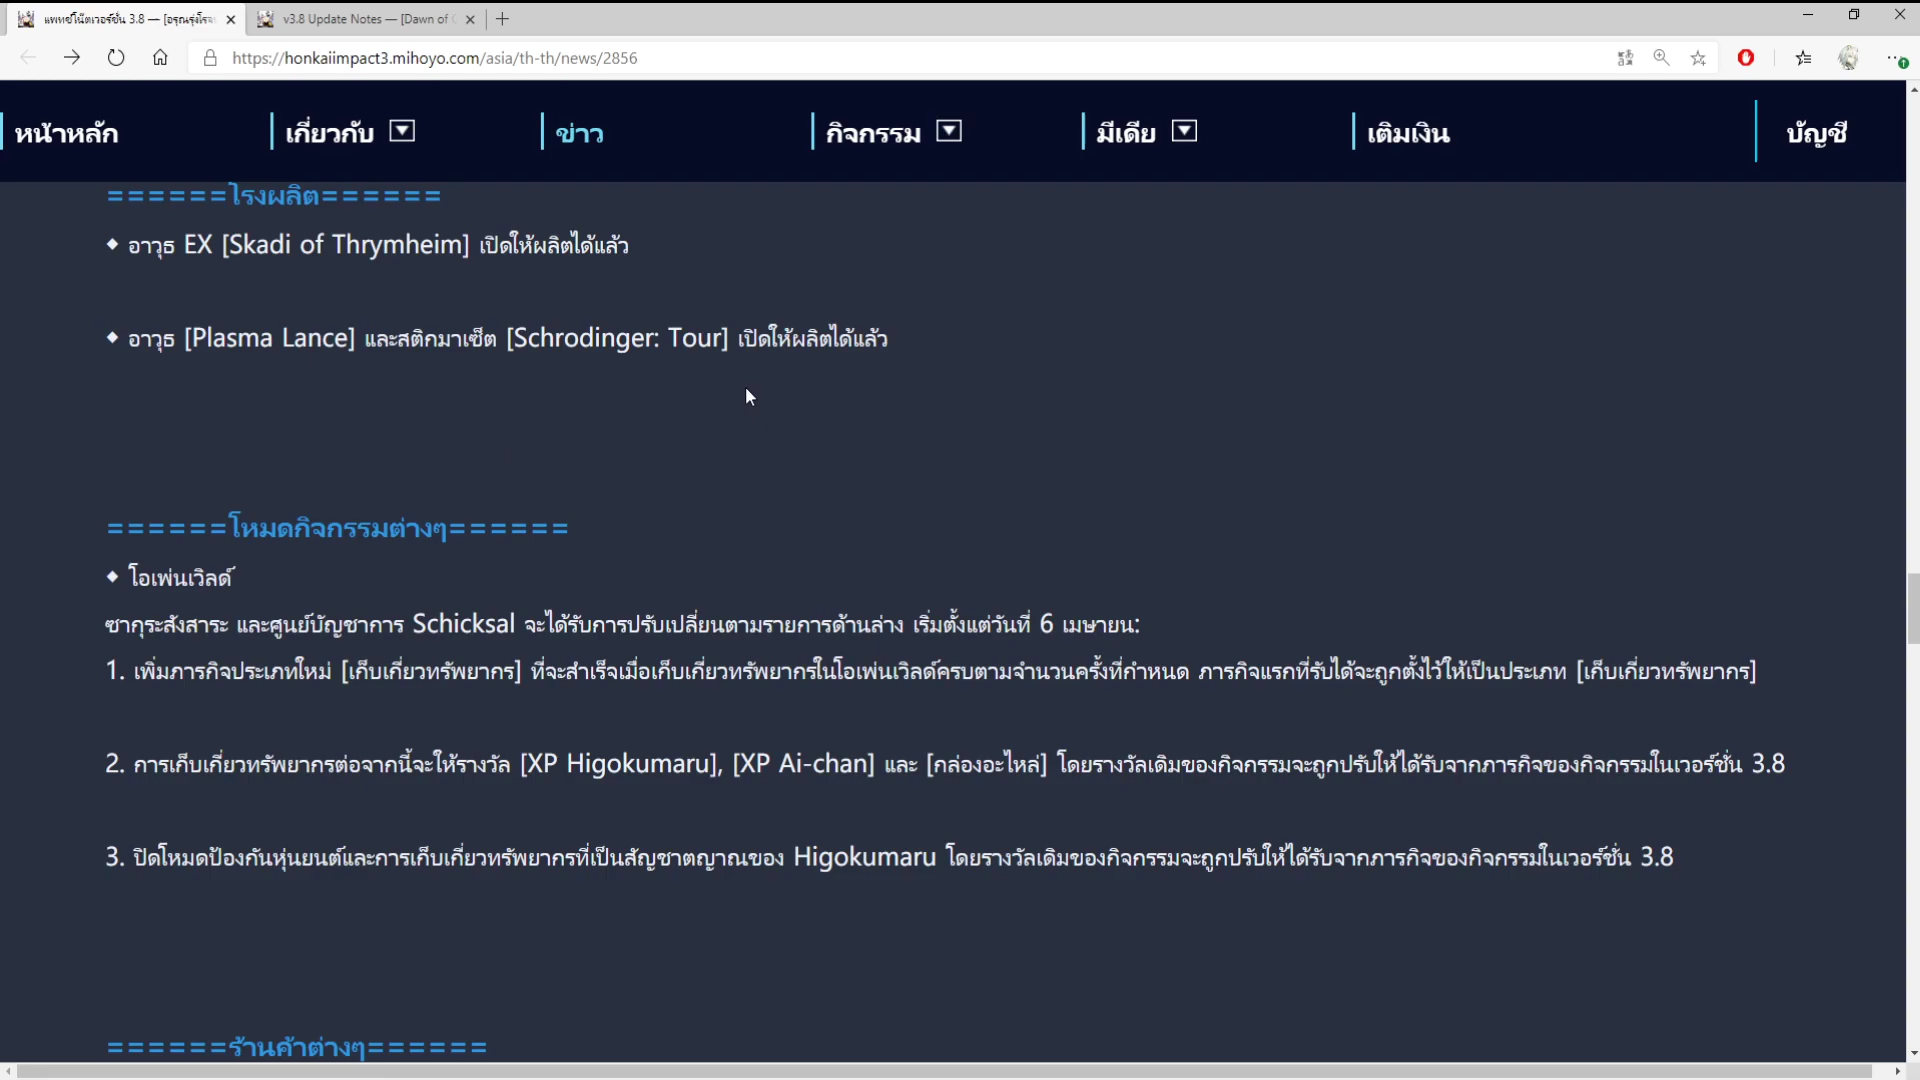 แพทช์โน๊ตเวอร์ชั่น 3.8 — [อรุณรุ่งโรจ
v3.8 Update Notes — [Dawn of
https://honkaiimpact3.mihoyo.com/asia/th-th/news/2856
หน้าหลัก
เกี่ยวกับ
ข่าว
กิจกรรม
มีเดีย
เติมเงิน
บัญชี
======โรงผลิต======
◆ อาวุธ EX [Skadi of Thrymheim] เปิดให้ผลิตได้แล้ว
◆ อาวุธ [Plasma Lance] และสติกมาเซ็ต [Schrodinger: Tour] เปิดให้ผลิตได้แล้ว
======โหมดกิจกรรมต่างๆ======
◆ โอเพ่นเวิลด์
ซากุระสังสาระ และศูนย์บัญชาการ Schicksal จะได้รับการปรับเปลี่ยนตามรายการด้านล่าง เริ่มตั้งแต่วันที่ 6 เมษายน:
1. เพิ่มภารกิจประเภทใหม่ [เก็บเกี่ยวทรัพยากร] ที่จะสำเร็จเมื่อเก็บเกี่ยวทรัพยากรในโอเพ่นเวิลด์ครบตามจำนวนครั้งที่กำหนด ภารกิจแรกที่รับได้จะถูกตั้งไว้ให้เป็นประเภท [เก็บเกี่ยวทรัพยากร]
2. การเก็บเกี่ยวทรัพยากรต่อจากนี้จะให้รางวัล [XP Higokumaru], [XP Ai-chan] และ [กล่องอะไหล่] โดยรางวัลเดิมของกิจกรรมจะถูกปรับให้ได้รับจากภารกิจของกิจกรรมในเวอร์ชั่น 3.8
3. ปิดโหมดป้องกันหุ่นยนต์และการเก็บเกี่ยวทรัพยากรที่เป็นสัญชาตญาณของ Higokumaru โดยรางวัลเดิมของกิจกรรมจะถูกปรับให้ได้รับจากภารกิจของกิจกรรมในเวอร์ชั่น 3.8
======ร้านค้าต่างๆ======